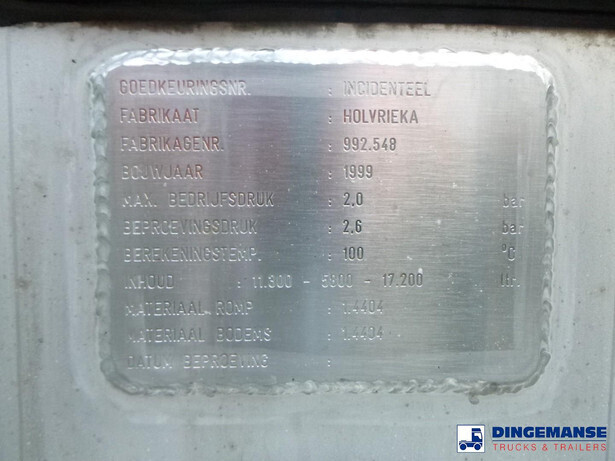 GOEDKEURINGSNR. : INCIDENTEEL
FABRIKAAT : HOLVRIEKA
FABRIKAGENR. : 992.548
BOUWJAAR : 1999
MAX. BEDRIJFSDRUK : 2,0 bar
BEPROEVINGSDRUK : 2,6 bar
BEREKENINGSTEMP. : 100 °C
INHOUD : 11.300 - 5900 - 17.200 ltr.
MATERIAAL ROMP : 1.4404
MATERIAAL BODEMS : 1.4404
DATUM BEPROEVING :
DINGEMANSE
TRUCKS & TRAILERS